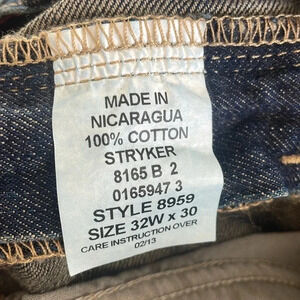 MADE IN
NICARAGUA
100% COTTON
STRYKER
8165 B 2
0165947 3
STYLE 8959
SIZE 32W x 30
CARE INSTRUCTION OVER
02/13